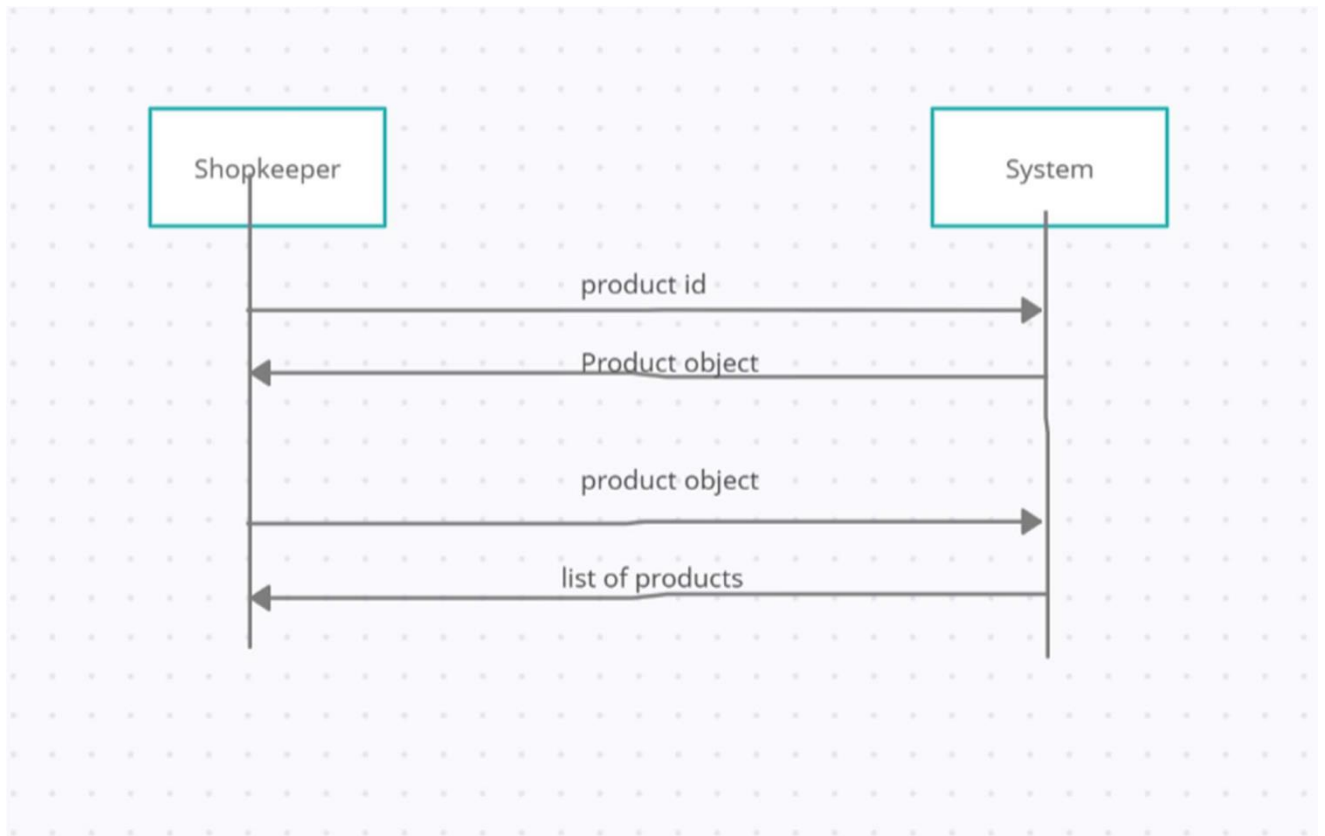 Shopkeeper
System
product id
Product object
product object
list of products